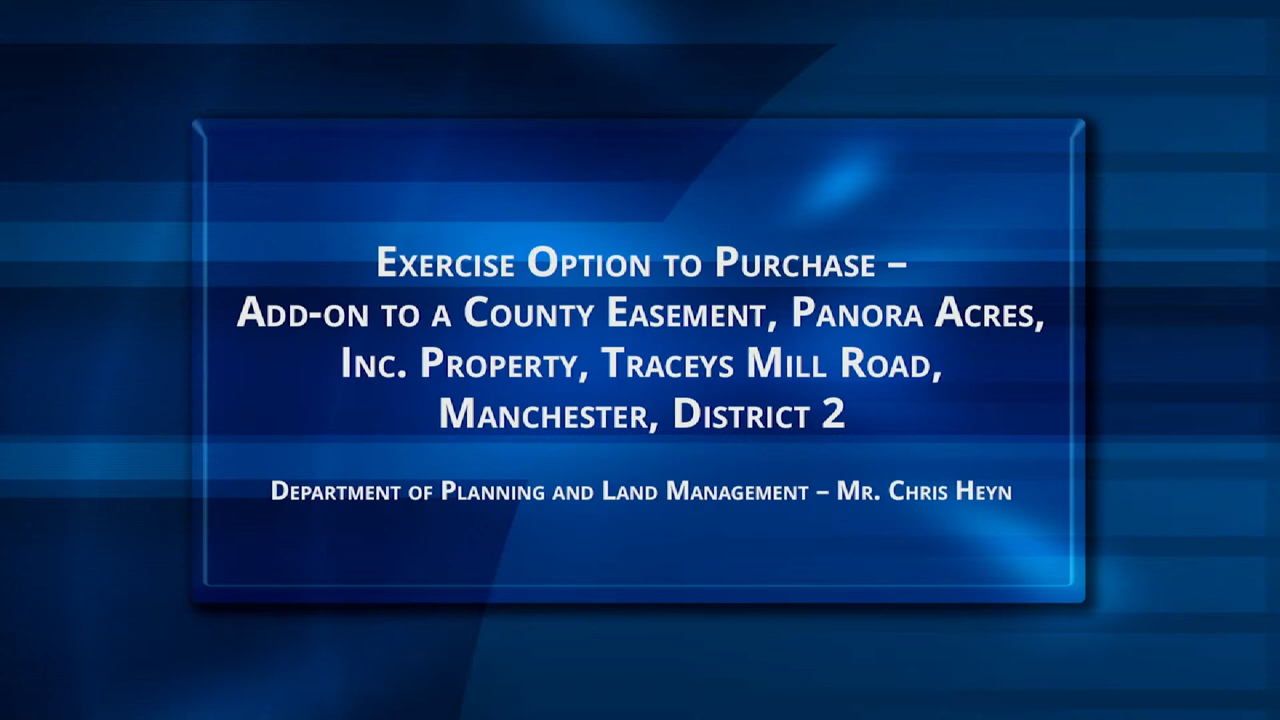 Exercise Option to Purchase –
Add-on to a County Easement, Panora Acres,
Inc. Property, Traceys Mill Road,
Manchester, District 2
Department of Planning and Land Management – Mr. Chris Heyn